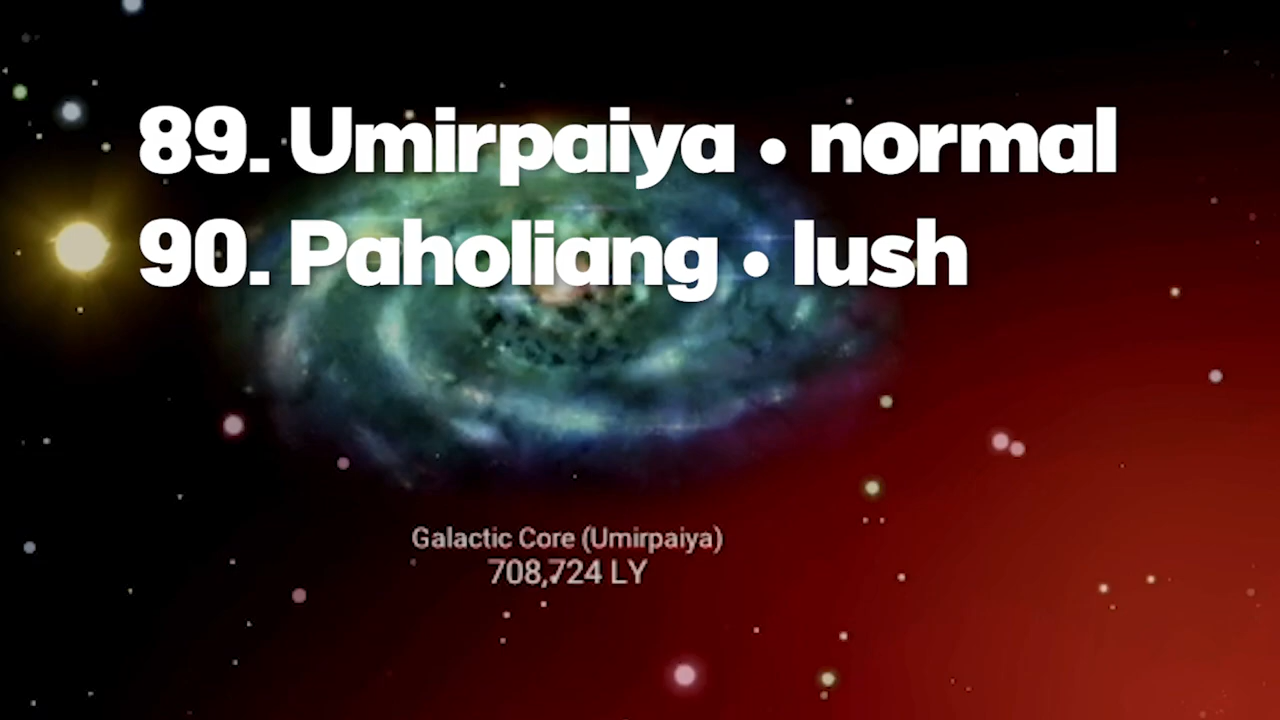 89. Umirpaiya • normal
90. Paholiang • lush
Galactic Core (Umirpaiya)
708,724 LY